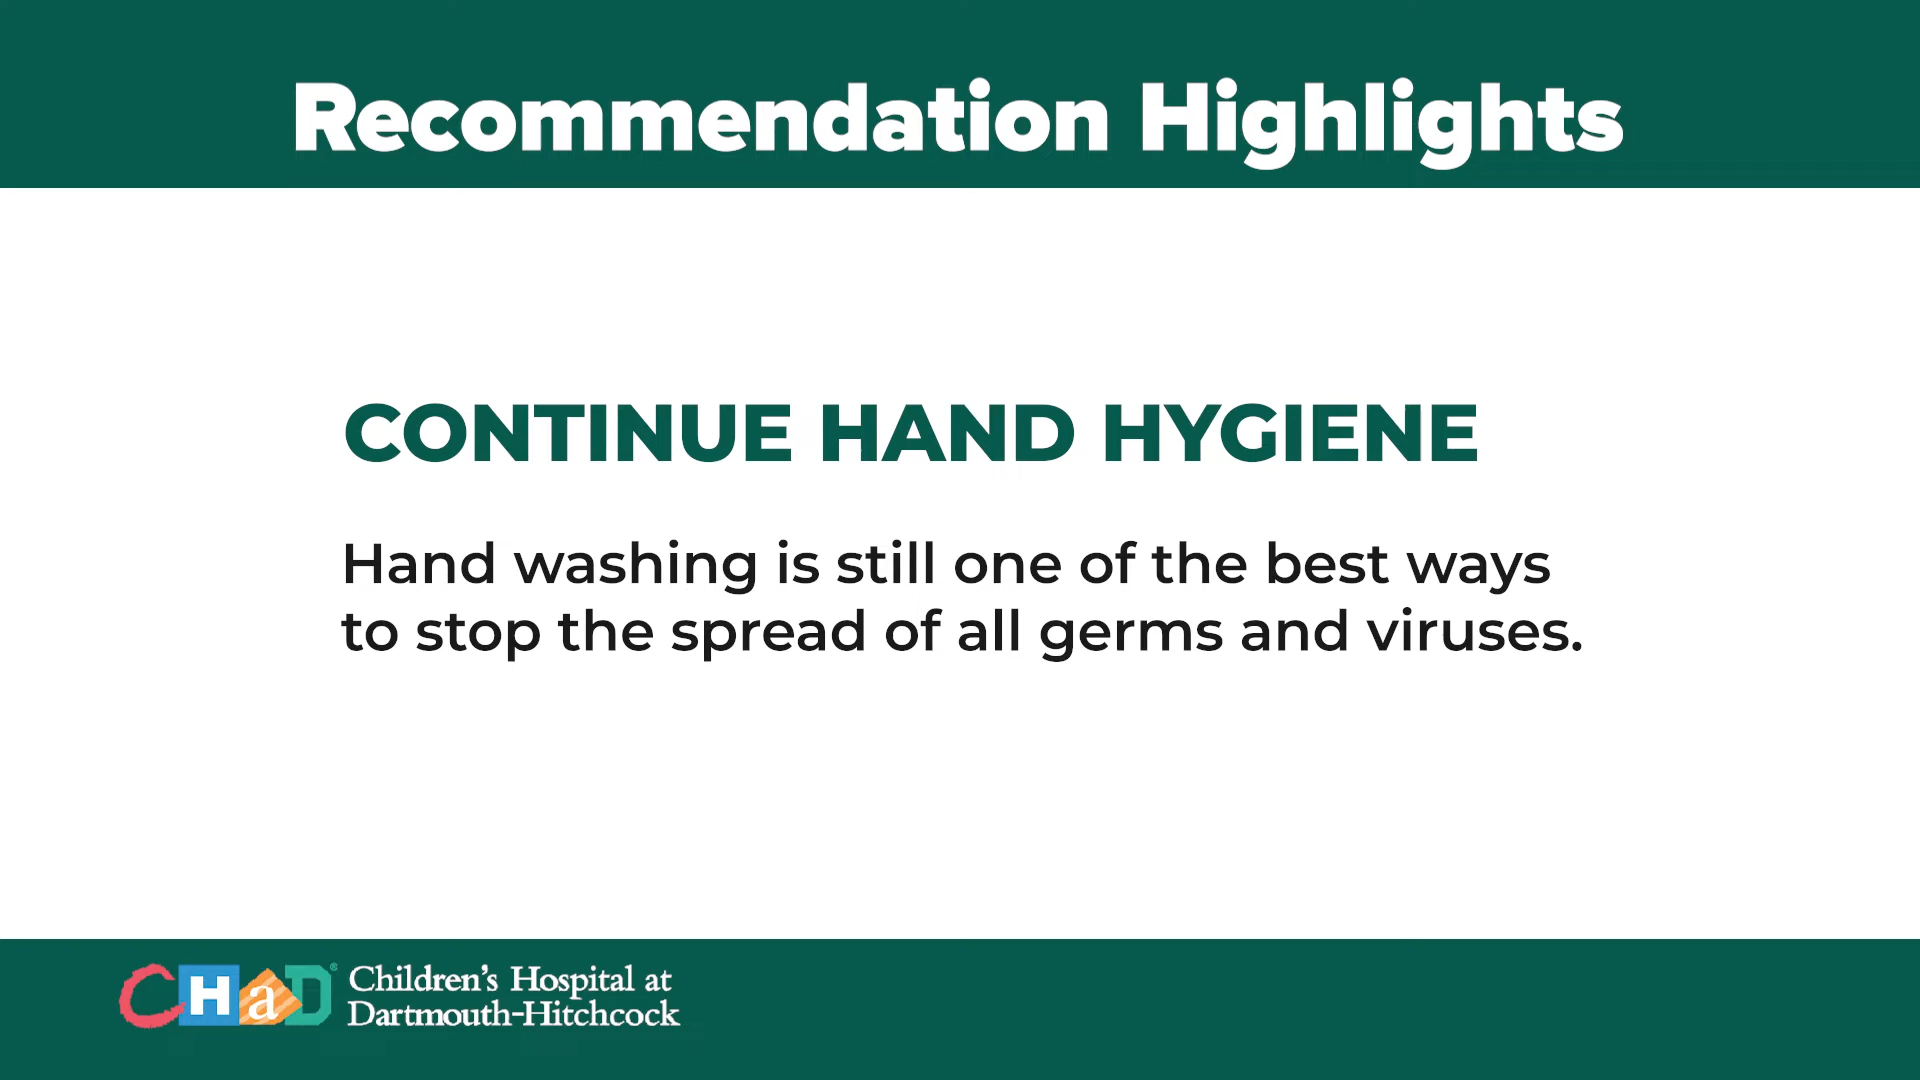 Recommendation Highlights
CONTINUE HAND HYGIENE
Hand washing is still one of the best ways
to stop the spread of all germs and viruses.
CHaD® Children's Hospital at
Dartmouth-Hitchcock